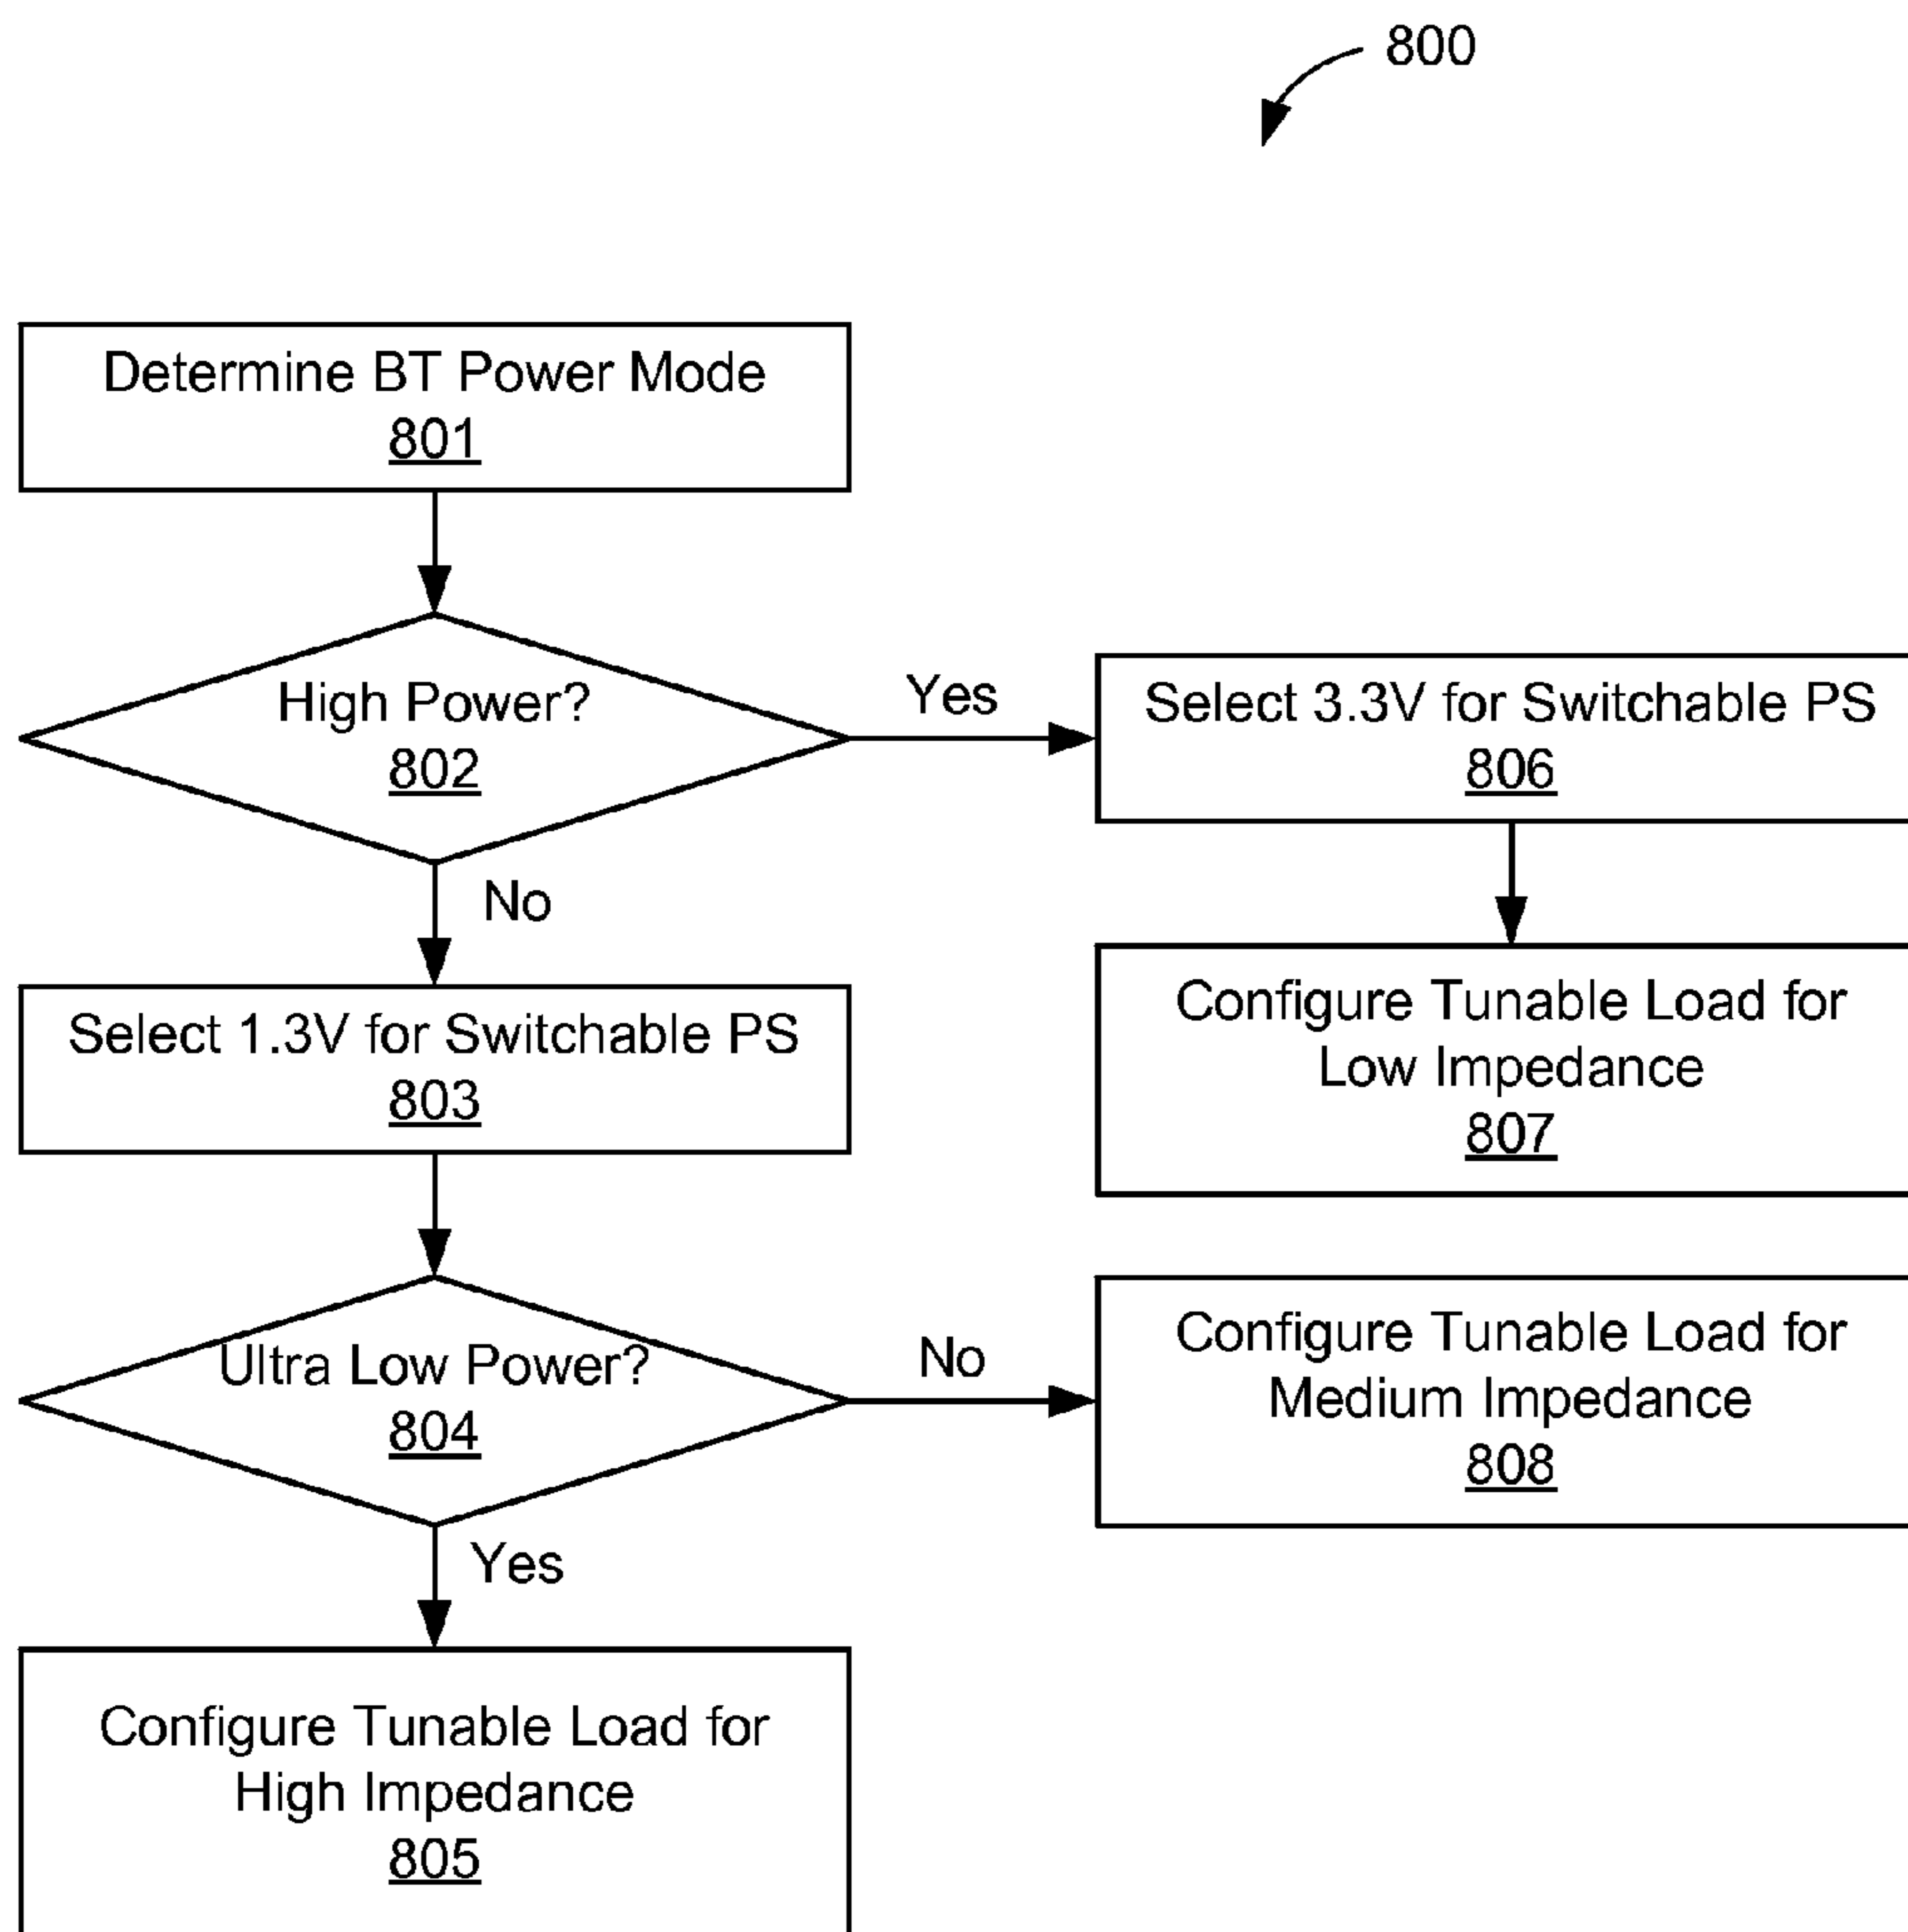 800
Determine BT Power Mode
801
High Power?
802
Yes
Select 3.3V for Switchable PS
806
No
Configure Tunable Load for
Low Impedance
807
Select 1.3V for Switchable PS
803
Ultra Low Power?
804
No
Configure Tunable Load for
Medium Impedance
808
Yes
Configure Tunable Load for
High Impedance
805